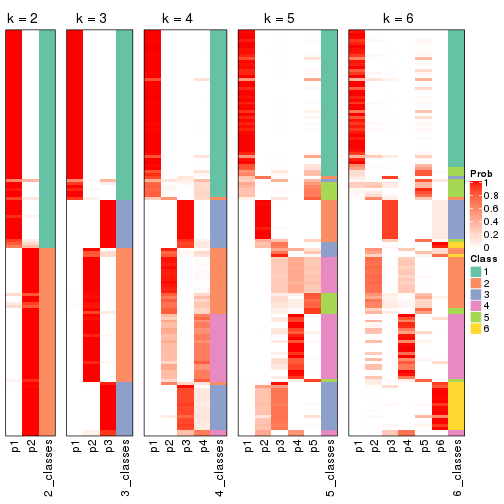 k = 2
k = 3
k = 4
k = 5
k = 6
Prob
1
0.8
0.6
0.4
0.2
0
Class
1
2
3
4
5
6
p1
p2
2_classes
p1
p2
p3
3_classes
p1
p2
p3
p4
4_classes
p1
p2
p3
p4
p5
5_classes
p1
p2
p3
p4
p5
p6
6_classes